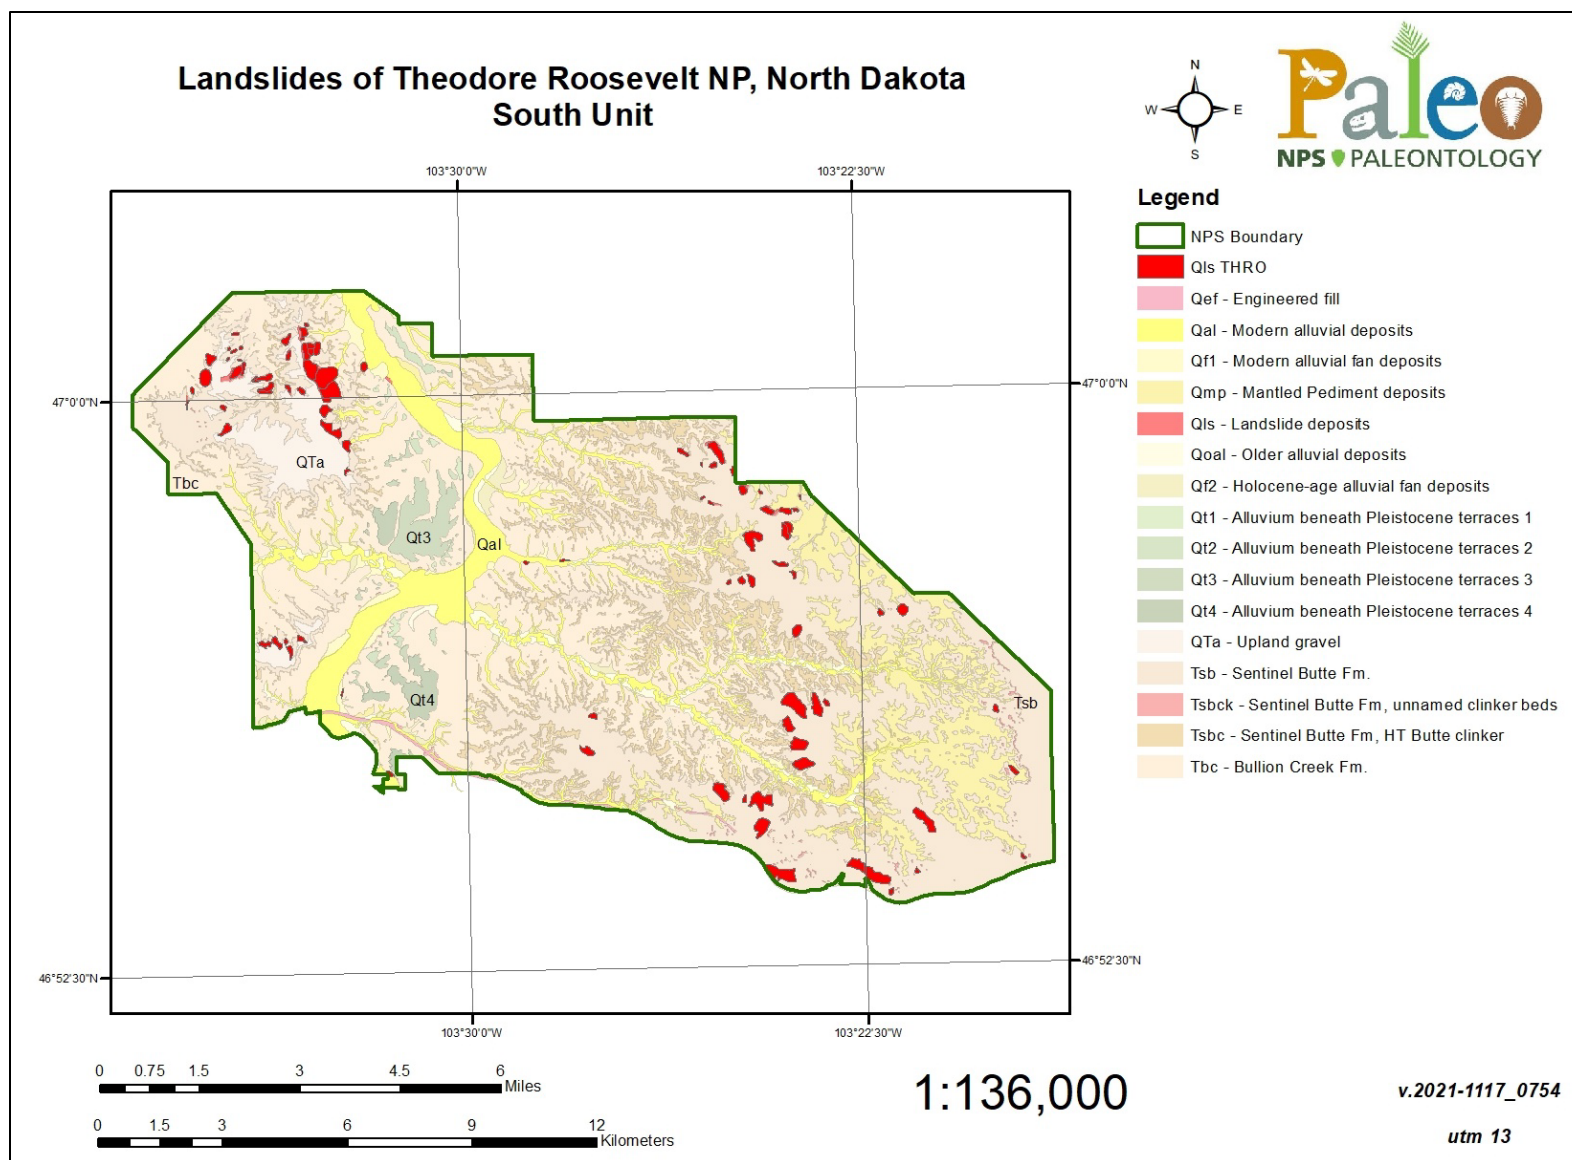 Landslides of Theodore Roosevelt NP, North Dakota
South Unit
N
W E
S
Paleo
NPS PALEONTOLOGY
103°30'0"W 103°22'30"W
47°0'0"N
47°0'0"N
46°52'30"N
46°52'30"N
103°30'0"W 103°22'30"W
QTa
Tbc
Qt3
Qal
Qt4
Tsb
Legend
NPS Boundary
Qls THRO
Qef - Engineered fill
Qal - Modern alluvial deposits
Qf1 - Modern alluvial fan deposits
Qmp - Mantled Pediment deposits
Qls - Landslide deposits
Qoal - Older alluvial deposits
Qf2 - Holocene-age alluvial fan deposits
Qt1 - Alluvium beneath Pleistocene terraces 1
Qt2 - Alluvium beneath Pleistocene terraces 2
Qt3 - Alluvium beneath Pleistocene terraces 3
Qt4 - Alluvium beneath Pleistocene terraces 4
QTa - Upland gravel
Tsb - Sentinel Butte Fm.
Tsbck - Sentinel Butte Fm, unnamed clinker beds
Tsbc - Sentinel Butte Fm, HT Butte clinker
Tbc - Bullion Creek Fm.
0 0.75 1.5 3 4.5 6
Miles
0 1.5 3 6 9 12
Kilometers
1:136,000
v.2021-1117_0754
utm 13